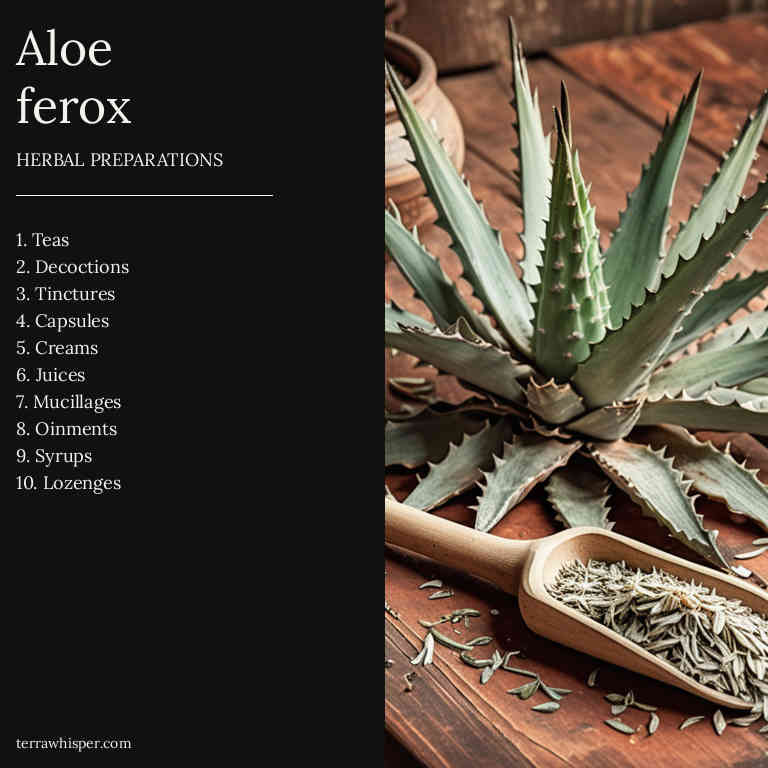 Aloe
ferox
HERBAL PREPARATIONS
1. Teas
2. Decoctions
3. Tinctures
4. Capsules
5. Creams
6. Juices
7. Mucillages
8. Oinments
9. Syrups
10. Lozenges
terrawhisper.com